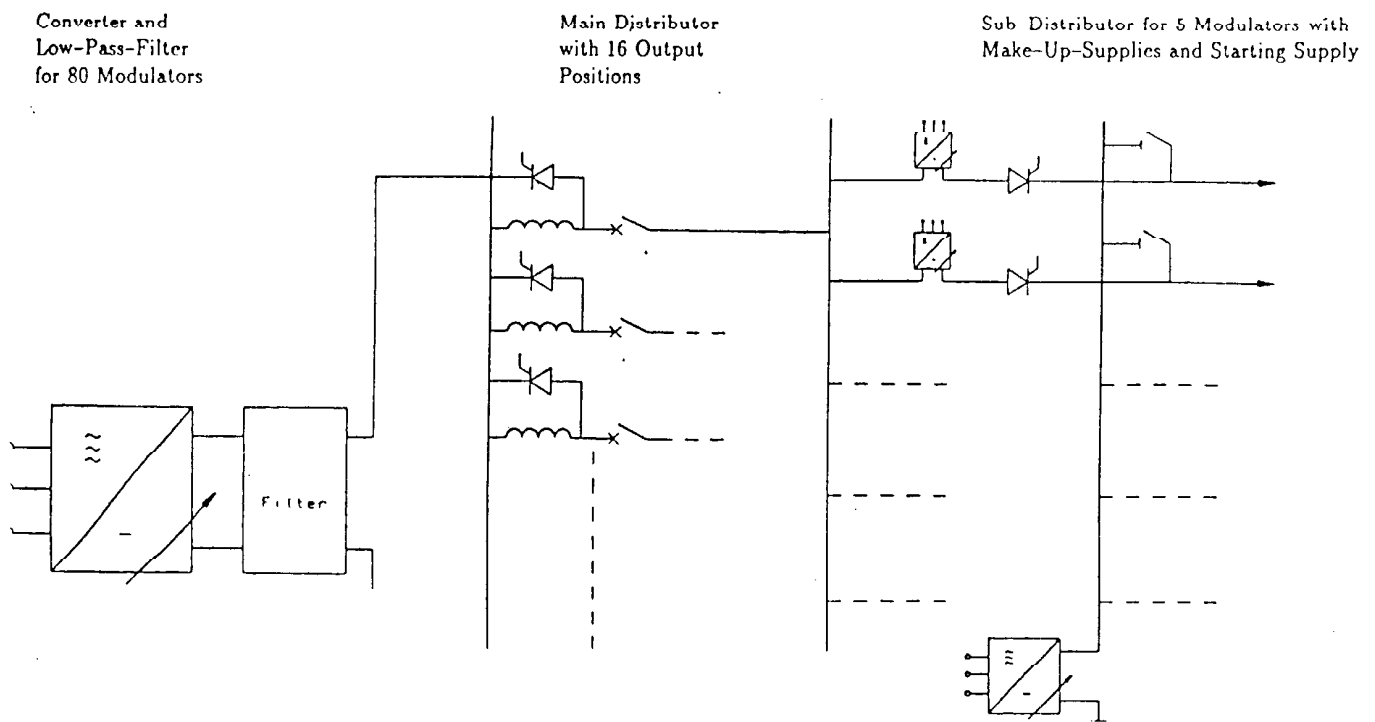 Converter and
Low-Pass-Filter
for 80 Modulators
Main Distributor
with 16 Output
Positions
Sub Distributor for 5 Modulators with
Make-Up-Supplies and Starting Supply
Filter